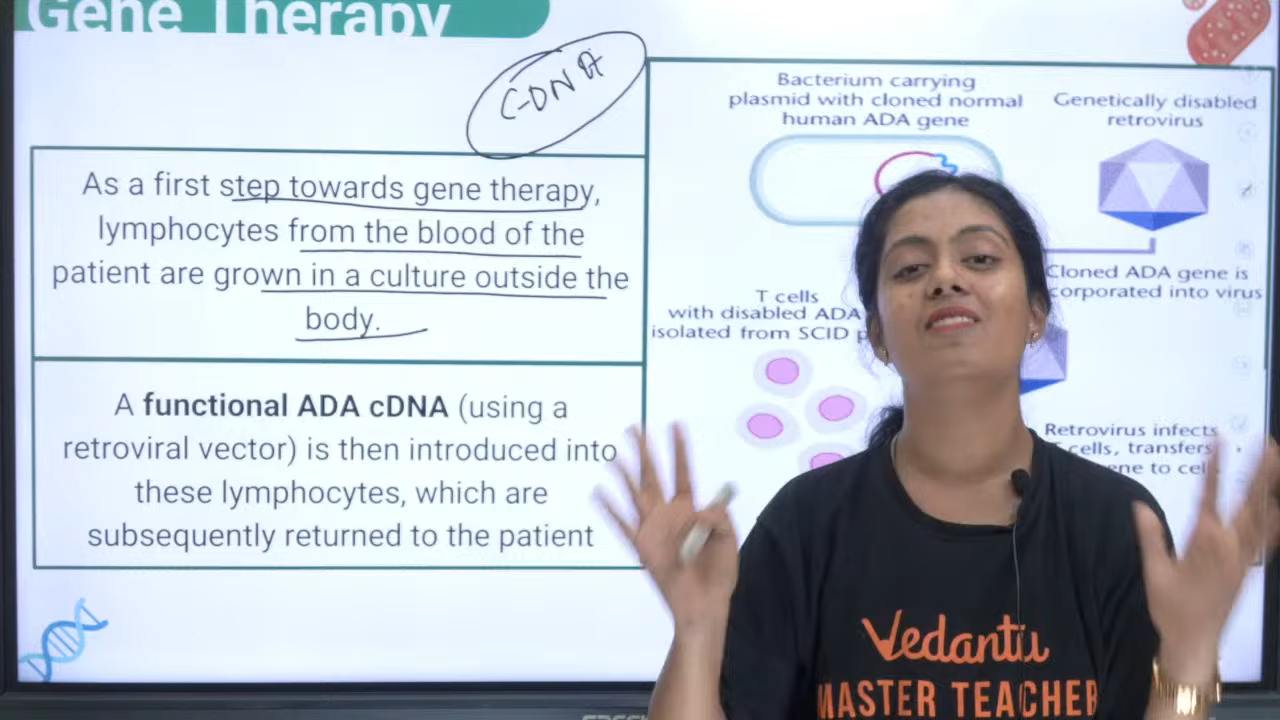 Gene Therapy
C-DNA
As a first step towards gene therapy,
lymphocytes from the blood of the
patient are grown in a culture outside the
body.
A functional ADA cDNA (using a
retroviral vector) is then introduced into
these lymphocytes, which are
subsequently returned to the patient
Bacterium carrying
plasmid with cloned normal
human ADA gene
Genetically disabled
retrovirus
Cloned ADA gene is
corporated into virus
T cells
with disabled ADA
isolated from SCID p
Retrovirus infects
cells, transfers
ene to cel
Vedantu
MASTER TEACHER